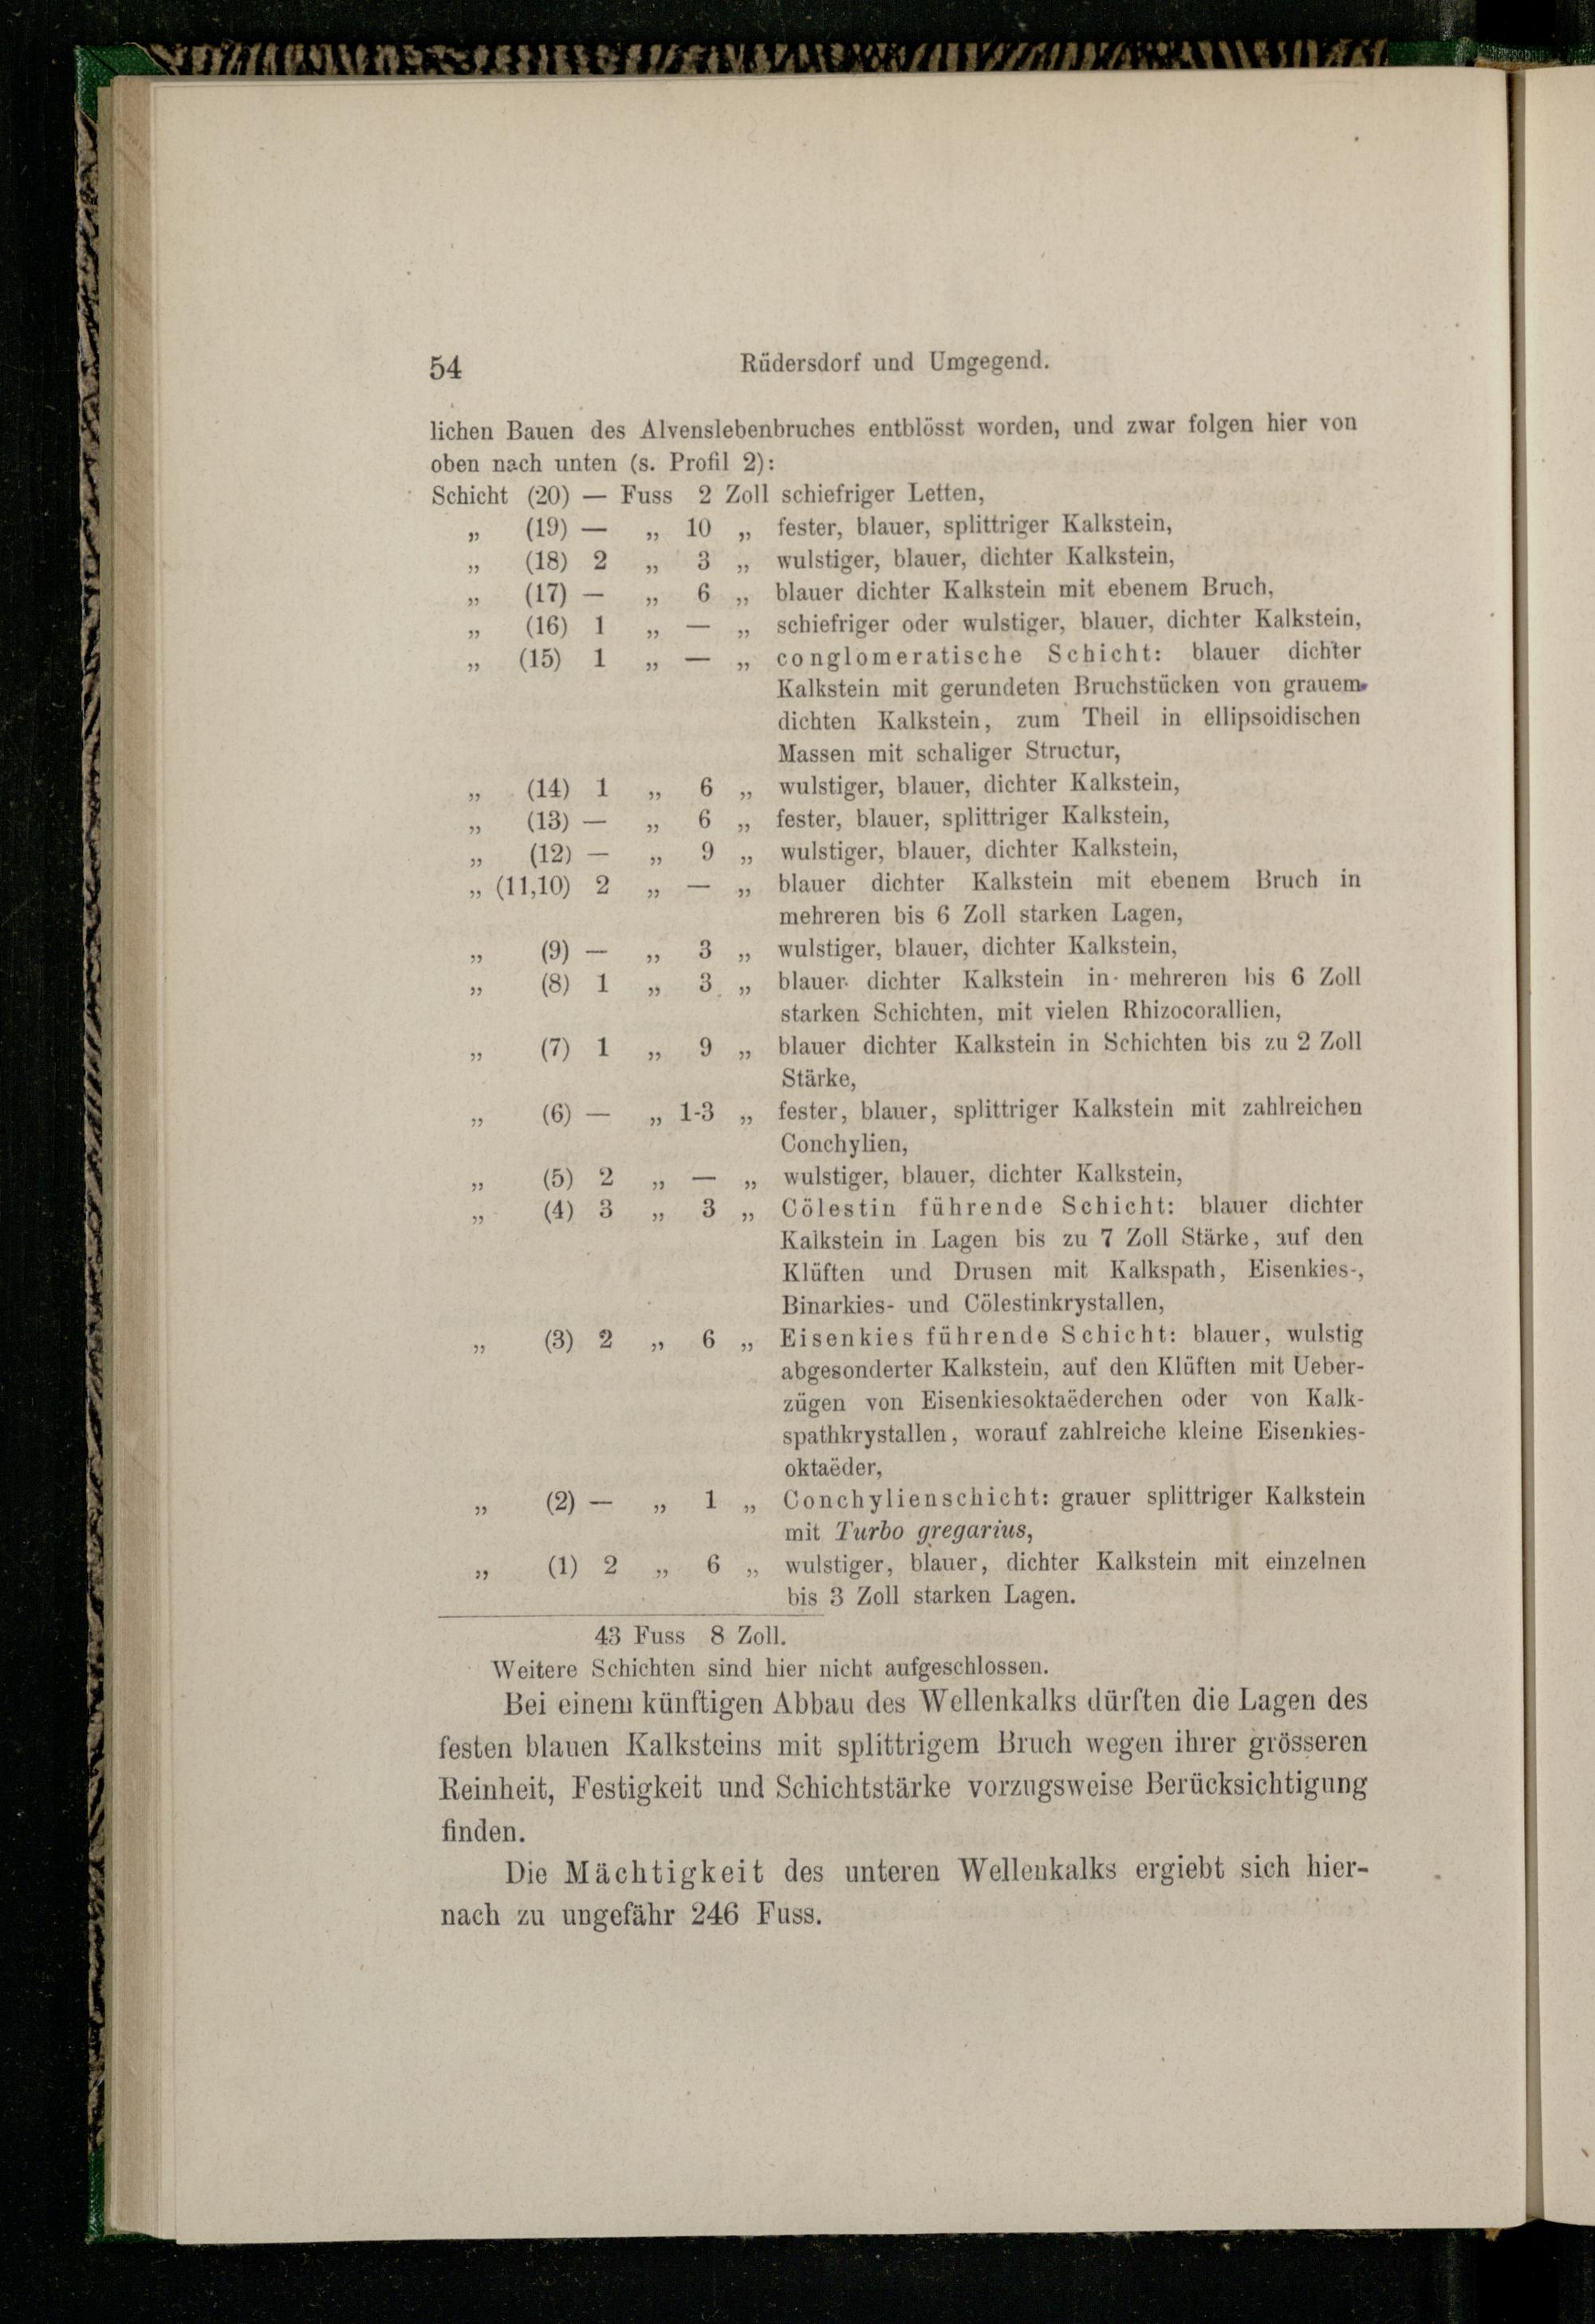 54 Rüdersdorf und Umgegend.
lichen Bauen des Alvenslebenbruches entblösst worden, und zwar folgen hier von
oben nach unten (s. Profil 2):
Schicht (20) — Fuss 2 Zoll schiefriger Letten,
„ (19) — „ 10 „ fester, blauer, splittriger Kalkstein,
„ (18) 2 „ 3 „ wulstiger, blauer, dichter Kalkstein,
„ (17) — „ 6 „ blauer dichter Kalkstein mit ebenem Bruch,
„ (16) 1 „ — „ schiefriger oder wulstiger, blauer, dichter Kalkstein,
„ (15) 1 „ — „ conglomeratische Schicht: blauer dichter
Kalkstein mit gerundeten Bruchstücken von grauem
dichten Kalkstein, zum Theil in ellipsoidischen
Massen mit schaliger Structur,
„ (14) 1 „ 6 „ wulstiger, blauer, dichter Kalkstein,
„ (13) — „ 6 „ fester, blauer, splittriger Kalkstein,
„ (12) — „ 9 „ wulstiger, blauer, dichter Kalkstein,
„ (11,10) 2 „ — „ blauer dichter Kalkstein mit ebenem Bruch in
mehreren bis 6 Zoll starken Lagen,
„ (9) — „ 3 „ wulstiger, blauer, dichter Kalkstein,
„ (8) 1 „ 3 „ blauer dichter Kalkstein in mehreren bis 6 Zoll
starken Schichten, mit vielen Rhizocorallien,
„ (7) 1 „ 9 „ blauer dichter Kalkstein in Schichten bis zu 2 Zoll
Stärke,
„ (6) — „ 1-3 „ fester, blauer, splittriger Kalkstein mit zahlreichen
Conchylien,
„ (5) 2 „ — „ wulstiger, blauer, dichter Kalkstein,
„ (4) 3 „ 3 „ Cölestin führende Schicht: blauer dichter
Kalkstein in Lagen bis zu 7 Zoll Stärke, auf den
Klüften und Drusen mit Kalkspath, Eisenkies-,
Binarkies- und Cölestinkrystallen,
„ (3) 2 „ 6 „ Eisenkies führende Schicht: blauer, wulstig
abgesonderter Kalkstein, auf den Klüften mit Ueber-
zügen von Eisenkiesoktaëderchen oder von Kalk-
spathkrystallen, worauf zahlreiche kleine Eisenkies-
oktaëder,
„ (2) — „ 1 „ Conchylienschicht: grauer splittriger Kalkstein
mit Turbo gregarius,
„ (1) 2 „ 6 „ wulstiger, blauer, dichter Kalkstein mit einzelnen
bis 3 Zoll starken Lagen.
43 Fuss 8 Zoll.
Weitere Schichten sind hier nicht aufgeschlossen.
Bei einem künftigen Abbau des Wellenkalks dürften die Lagen des
festen blauen Kalksteins mit splittrigem Bruch wegen ihrer grösseren
Reinheit, Festigkeit und Schichtstärke vorzugsweise Berücksichtigung
finden.
Die Mächtigkeit des unteren Wellenkalks ergiebt sich hier-
nach zu ungefähr 246 Fuss.